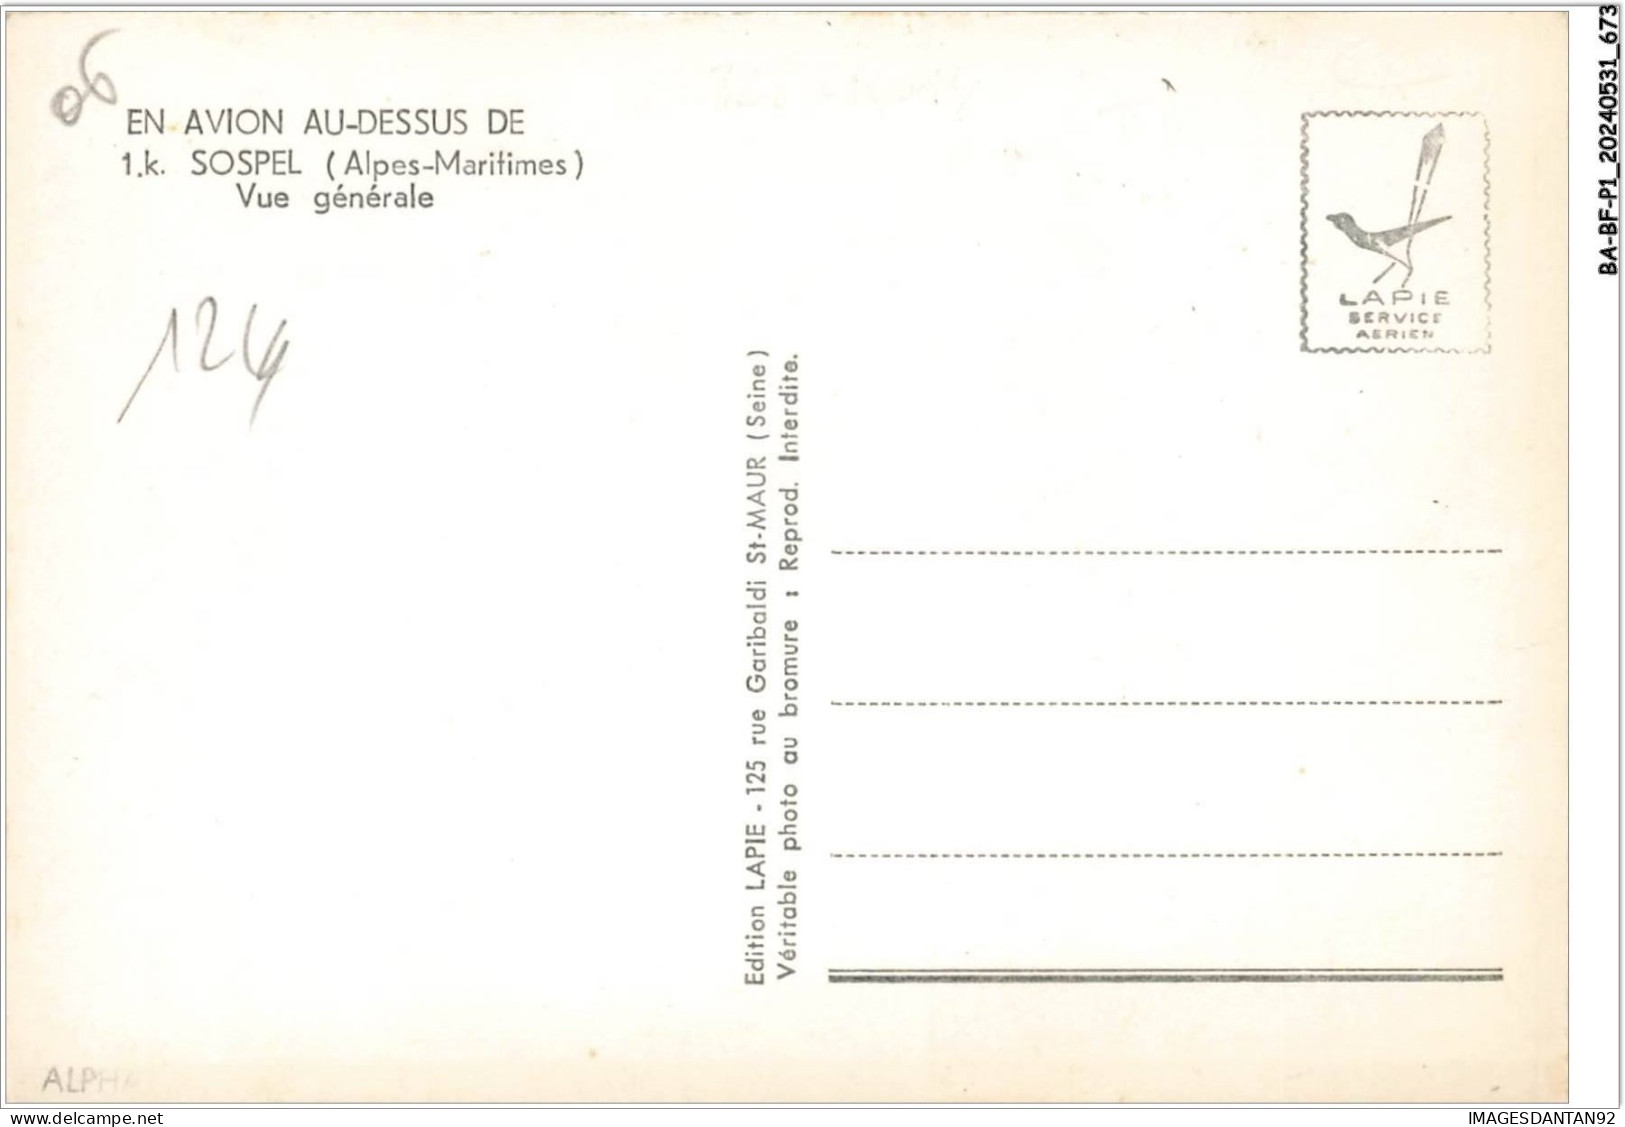 06
EN AVION AU-DESSUS DE
1.k. SOSPEL (Alpes-Maritimes)
Vue générale
124
LAPIE
SERVICE
AERIEN
Edition LAPIE - 125 rue Garibaldi St-MAUR (Seine)
Véritable photo au bromure : Reprod. Interdite.
BA-BF-P1_20240531_673
ALPHA
www.delcampe.net
IMAGESDANTAN92